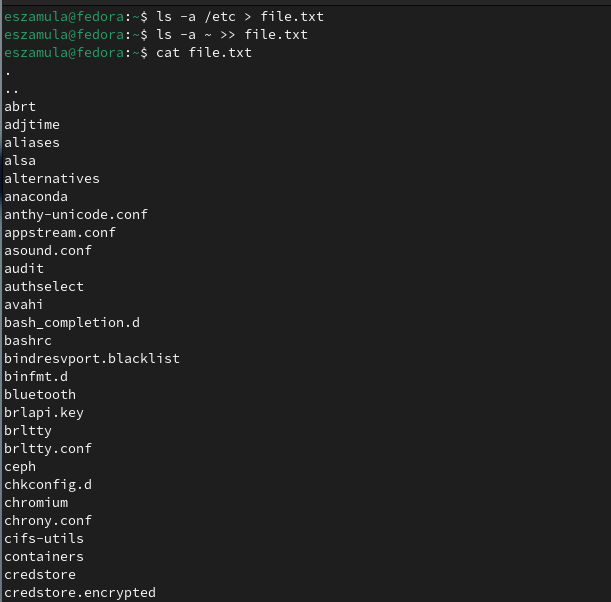 eszamula@fedora:~$ ls -a /etc > file.txt
eszamula@fedora:~$ ls -a ~ >> file.txt
eszamula@fedora:~$ cat file.txt
.
..
abrt
adjtime
aliases
alsa
alternatives
anaconda
anthy-unicode.conf
appstream.conf
asound.conf
audit
authselect
avahi
bash_completion.d
bashrc
bindresvport.blacklist
binfmt.d
bluetooth
brlapi.key
brltty
brltty.conf
ceph
chkconfig.d
chromium
chrony.conf
cifs-utils
containers
credstore
credstore.encrypted